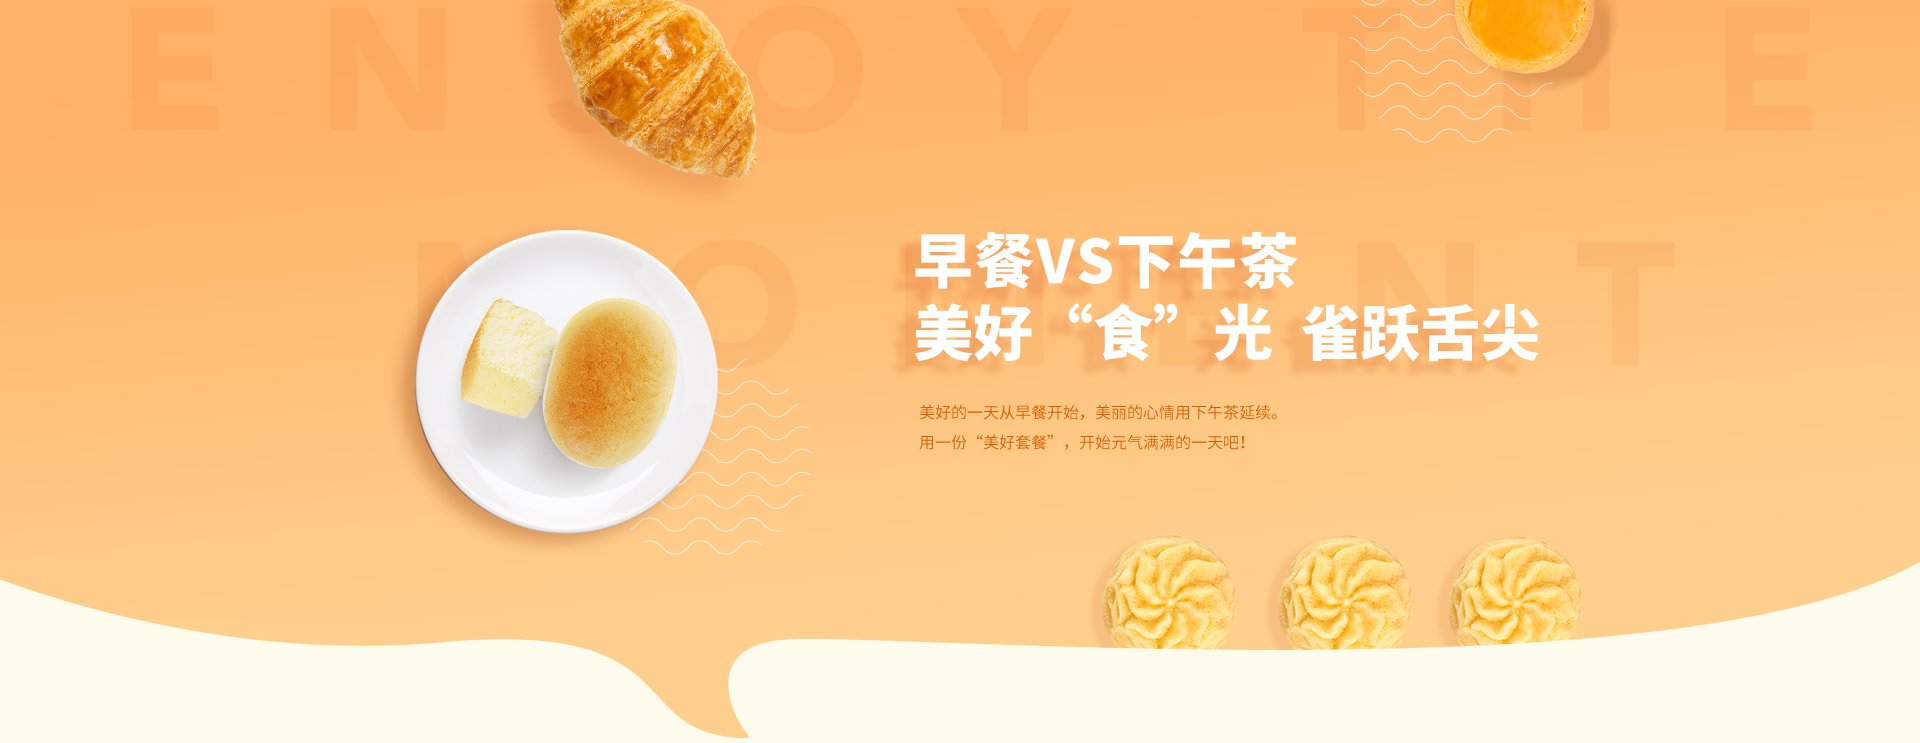 ENJOY THE
MOMENT
早餐VS下午茶
美好“食”光 雀跃舌尖
美好的一天从早餐开始，美丽的心情用下午茶延续。
用一份“美好套餐”，开始元气满满的一天吧！